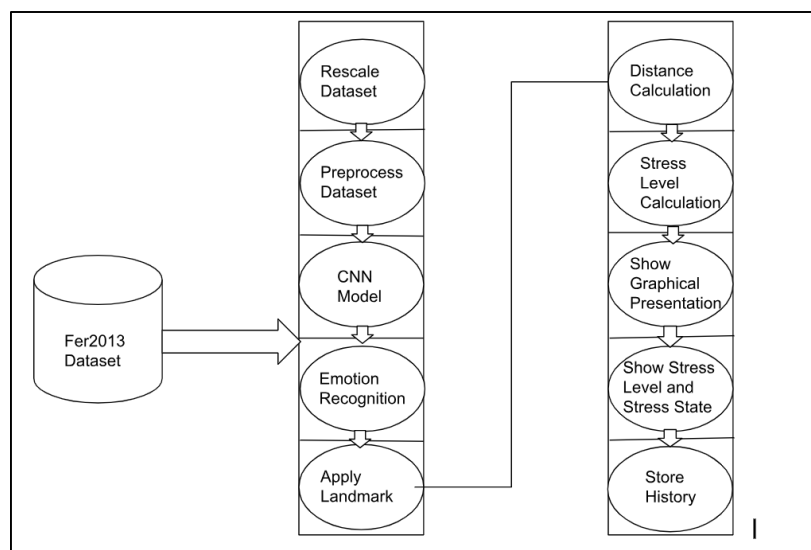 Fer2013
Dataset
Rescale
Dataset
Preprocess
Dataset
CNN
Model
Emotion
Recognition
Apply
Landmark
Distance
Calculation
Stress
Level
Calculation
Show
Graphical
Presentation
Show Stress
Level and
Stress State
Store
History